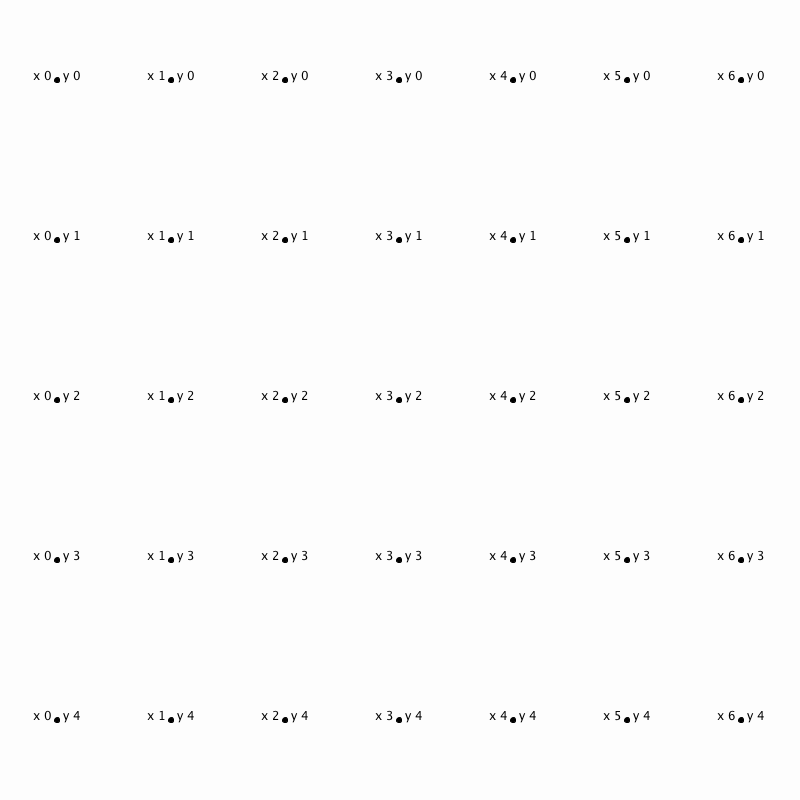 x 0 y 0 x 1 y 0 x 2 y 0 x 3 y 0 x 4 y 0 x 5 y 0 x 6 y 0
x 0 y 1 x 1 y 1 x 2 y 1 x 3 y 1 x 4 y 1 x 5 y 1 x 6 y 1
x 0 y 2 x 1 y 2 x 2 y 2 x 3 y 2 x 4 y 2 x 5 y 2 x 6 y 2
x 0 y 3 x 1 y 3 x 2 y 3 x 3 y 3 x 4 y 3 x 5 y 3 x 6 y 3
x 0 y 4 x 1 y 4 x 2 y 4 x 3 y 4 x 4 y 4 x 5 y 4 x 6 y 4